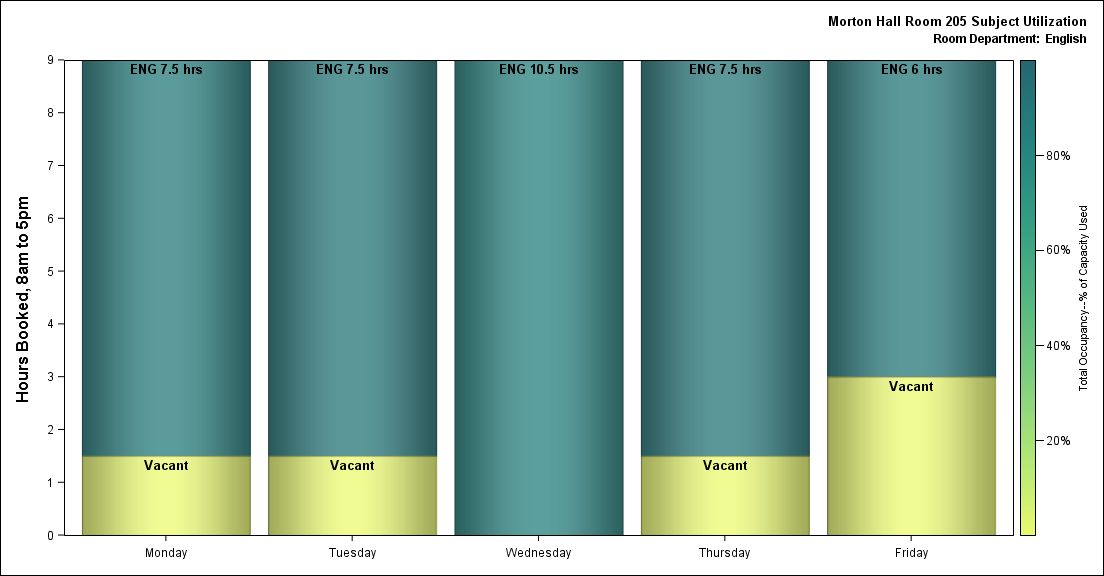 Morton Hall Room 205 Subject Utilization
Room Department: English
Hours Booked, 8am to 5pm
9
8
7
6
5
4
3
2
1
0
ENG 7.5 hrs
ENG 7.5 hrs
ENG 10.5 hrs
ENG 7.5 hrs
ENG 6 hrs
Vacant
Vacant
Vacant
Vacant
Monday
Tuesday
Wednesday
Thursday
Friday
80%
60%
40%
20%
Total Occupancy--% of Capacity Used